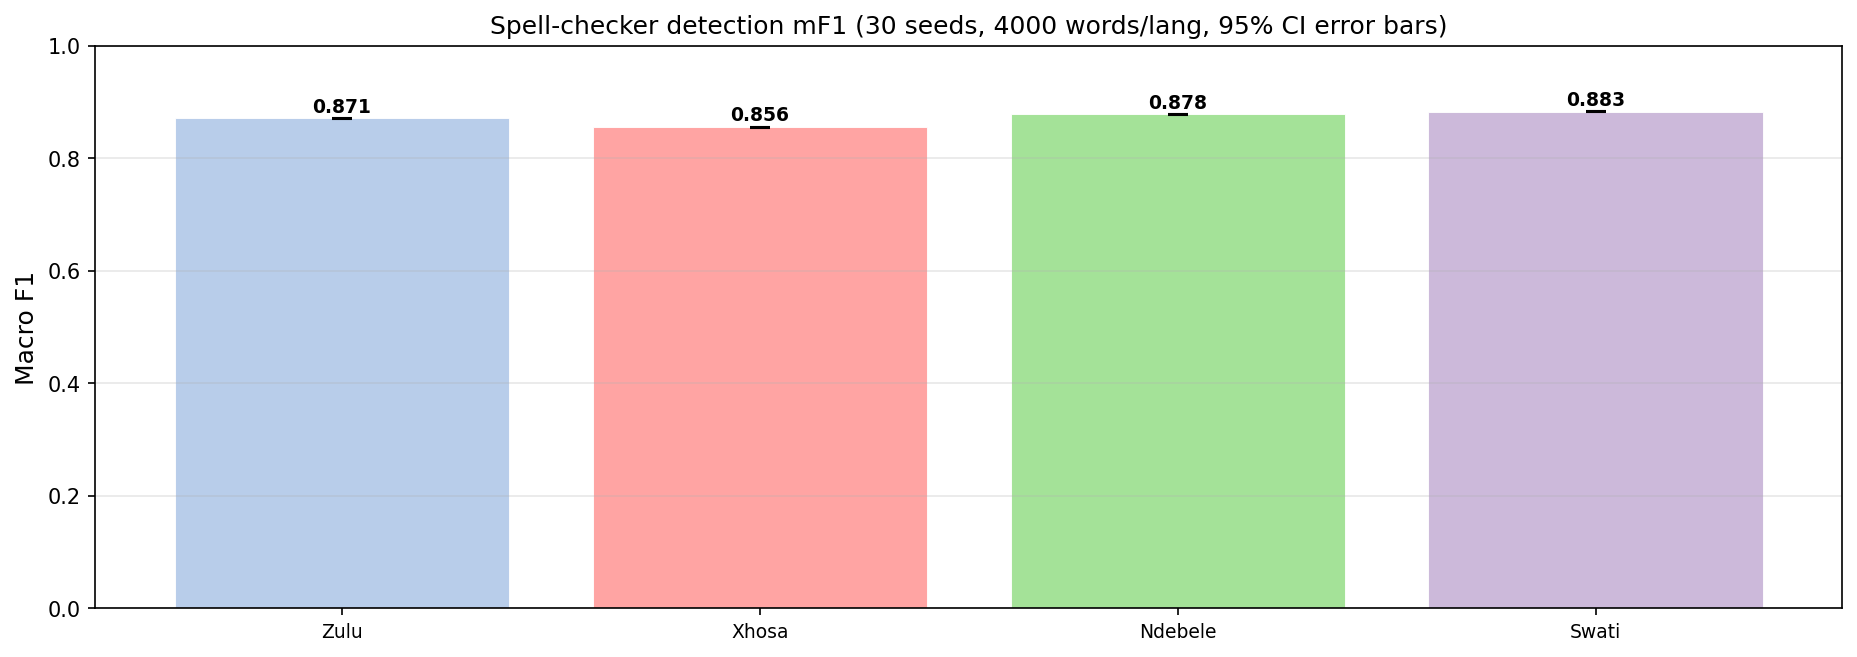 Spell-checker detection mF1 (30 seeds, 4000 words/lang, 95% CI error bars)
Macro F1
1.0
0.8
0.6
0.4
0.2
0.0
0.871
0.856
0.878
0.883
Zulu
Xhosa
Ndebele
Swati